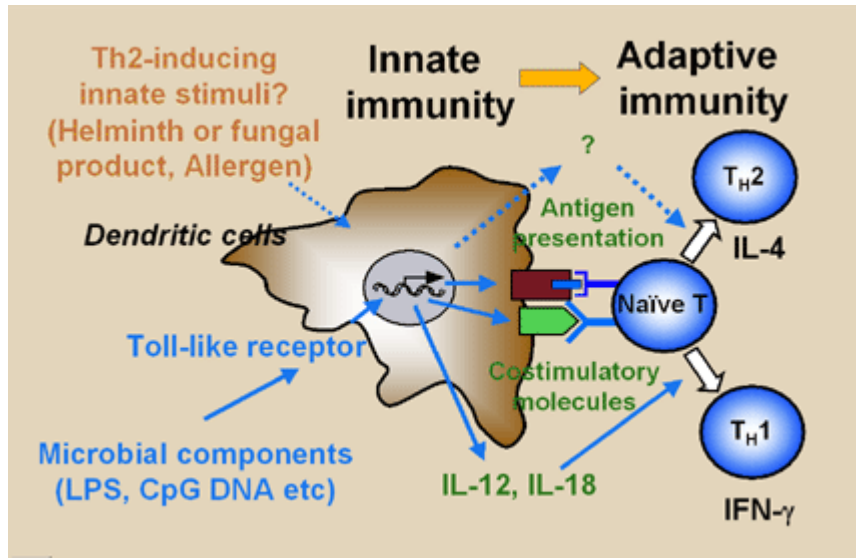 Th2-inducing
innate stimuli?
(Helminth or fungal
product, Allergen)
Innate
immunity
Adaptive
immunity
?
Dendritic cells
Antigen
presentation
TH2
IL-4
Naïve T
Toll-like receptor
Costimulatory
molecules
Microbial components
(LPS, CpG DNA etc)
IL-12, IL-18
TH1
IFN-γ